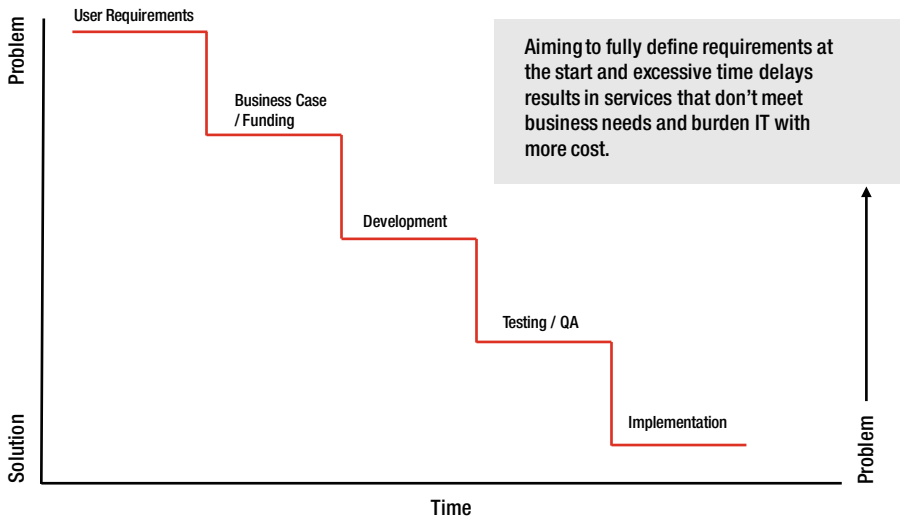 User Requirements
Problem
Aiming to fully define requirements at
the start and excessive time delays
results in services that don’t meet
business needs and burden IT with
more cost.
Business Case
/ Funding
Development
Testing / QA
Implementation
Solution
Problem
Time